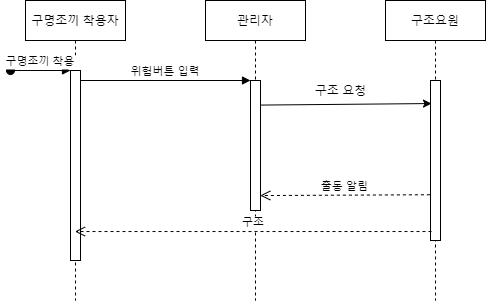 구명조끼 착용자
관리자
구조요원
구명조끼 착용
위험버튼 입력
구조 요청
출동 알림
구조